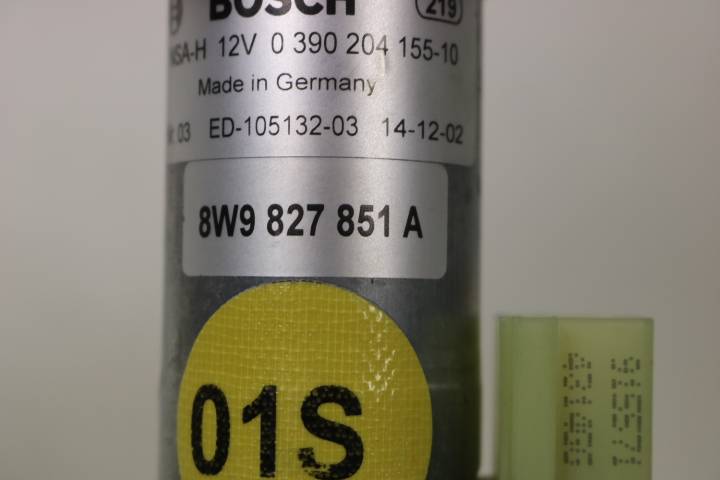 BOSCH 219
MSA-H 12V 0 390 204 155-10
Made in Germany
03 ED-105132-03 14-12-02
8W9 827 851 A
01S